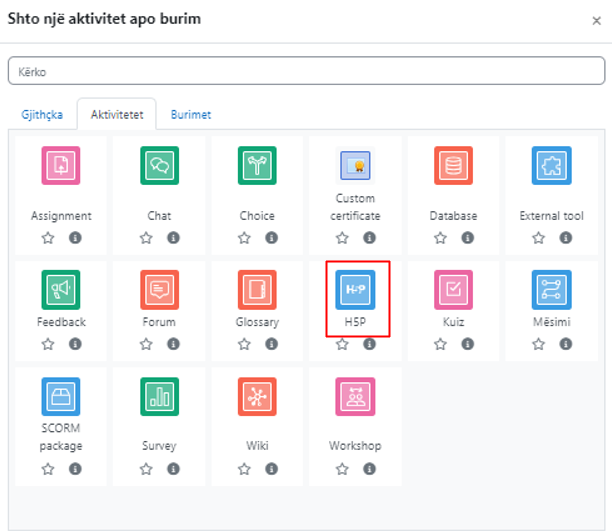 Shto një aktivitet apo burim
×
Kërko
Gjithçka Aktivitetet Burimet
Custom
Assignment Chat Choice certificate Database External tool
H5P
Feedback Forum Glossary H5P Kuiz Mësimi
SCORM
package Survey Wiki Workshop